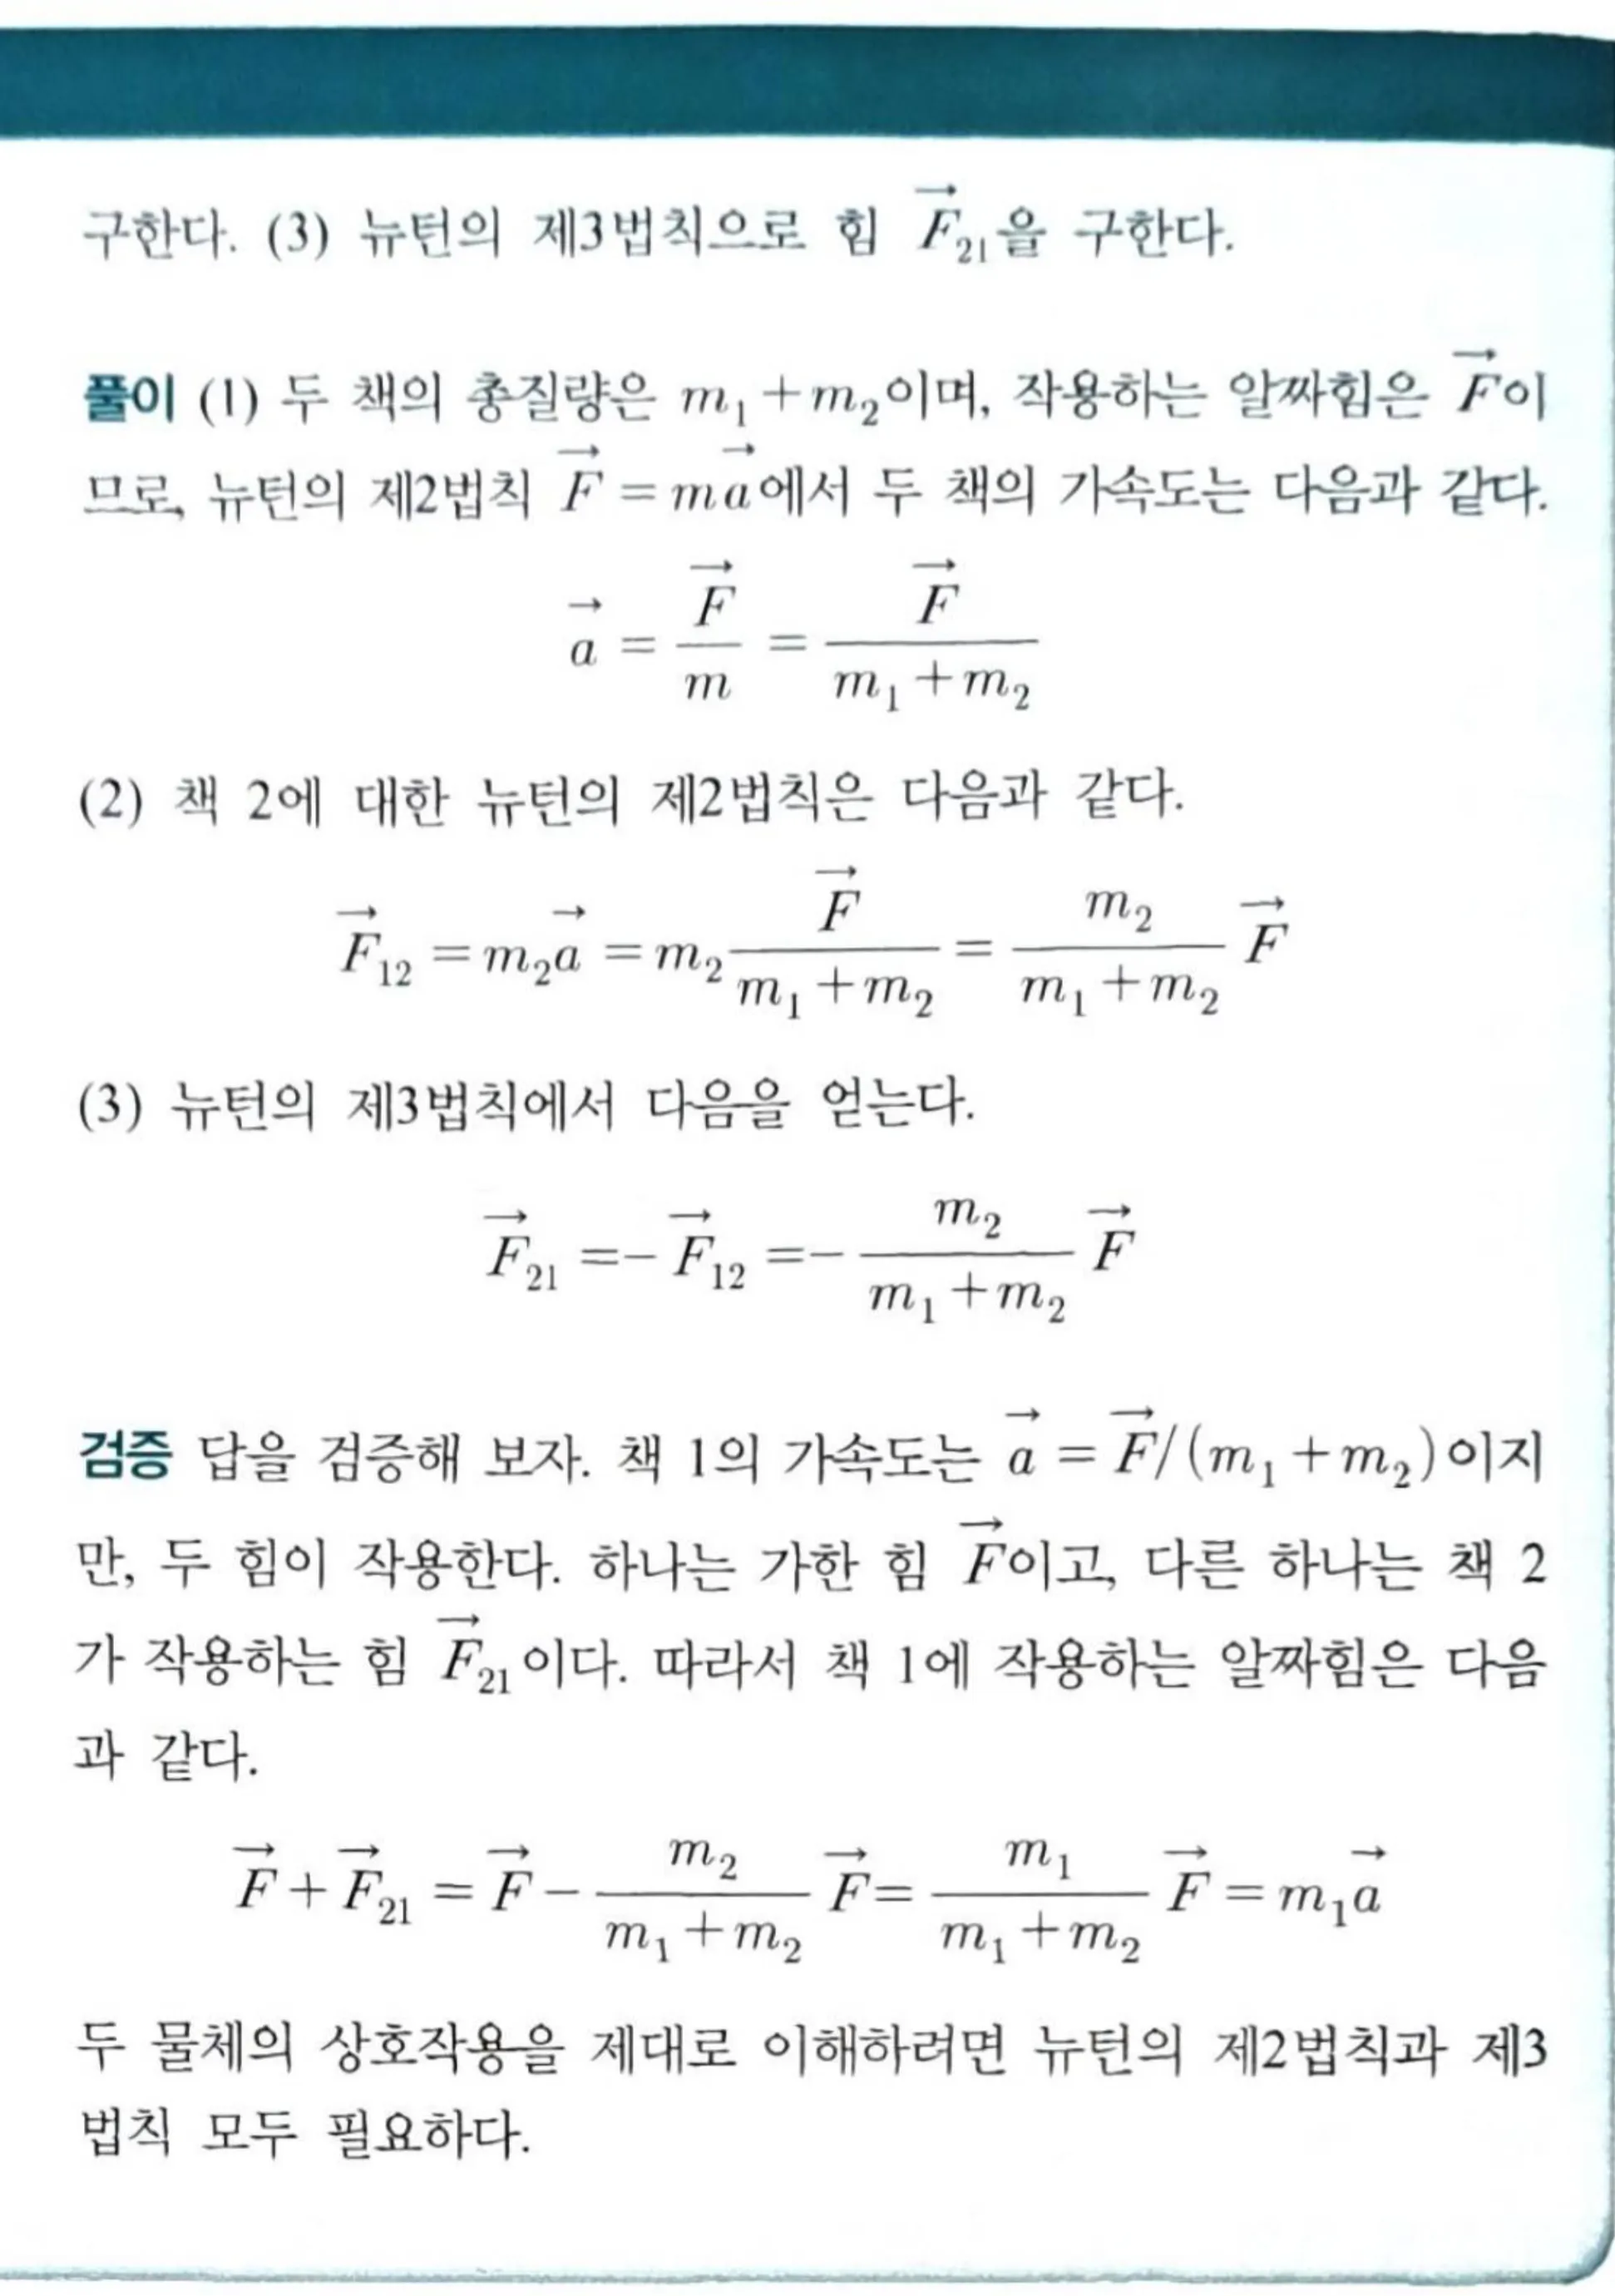 구한다. (3) 뉴턴의 제3법칙으로 힘 $\vec{F}_{21}$을 구한다.
풀이 (1) 두 책의 총질량은 $m_1+m_2$이며, 작용하는 알짜힘은 $\vec{F}$이
므로, 뉴턴의 제2법칙 $\vec{F}=m\vec{a}$에서 두 책의 가속도는 다음과 같다.
$\vec{a}=\frac{\vec{F}}{m}=\frac{\vec{F}}{m_1+m_2}$
(2) 책 2에 대한 뉴턴의 제2법칙은 다음과 같다.
$\vec{F}_{12}=m_2\vec{a}=m_2\frac{\vec{F}}{m_1+m_2}=\frac{m_2}{m_1+m_2}\vec{F}$
(3) 뉴턴의 제3법칙에서 다음을 얻는다.
$\vec{F}_{21}=-\vec{F}_{12}=-\frac{m_2}{m_1+m_2}\vec{F}$
검증 답을 검증해 보자. 책 1의 가속도는 $\vec{a}=\vec{F}/(m_1+m_2)$이지
만, 두 힘이 작용한다. 하나는 가한 힘 $\vec{F}$이고, 다른 하나는 책 2
가 작용하는 힘 $\vec{F}_{21}$이다. 따라서 책 1에 작용하는 알짜힘은 다음
과 같다.
$\vec{F}+\vec{F}_{21}=\vec{F}-\frac{m_2}{m_1+m_2}\vec{F}=\frac{m_1}{m_1+m_2}\vec{F}=m_1\vec{a}$
두 물체의 상호작용을 제대로 이해하려면 뉴턴의 제2법칙과 제3
법칙 모두 필요하다.